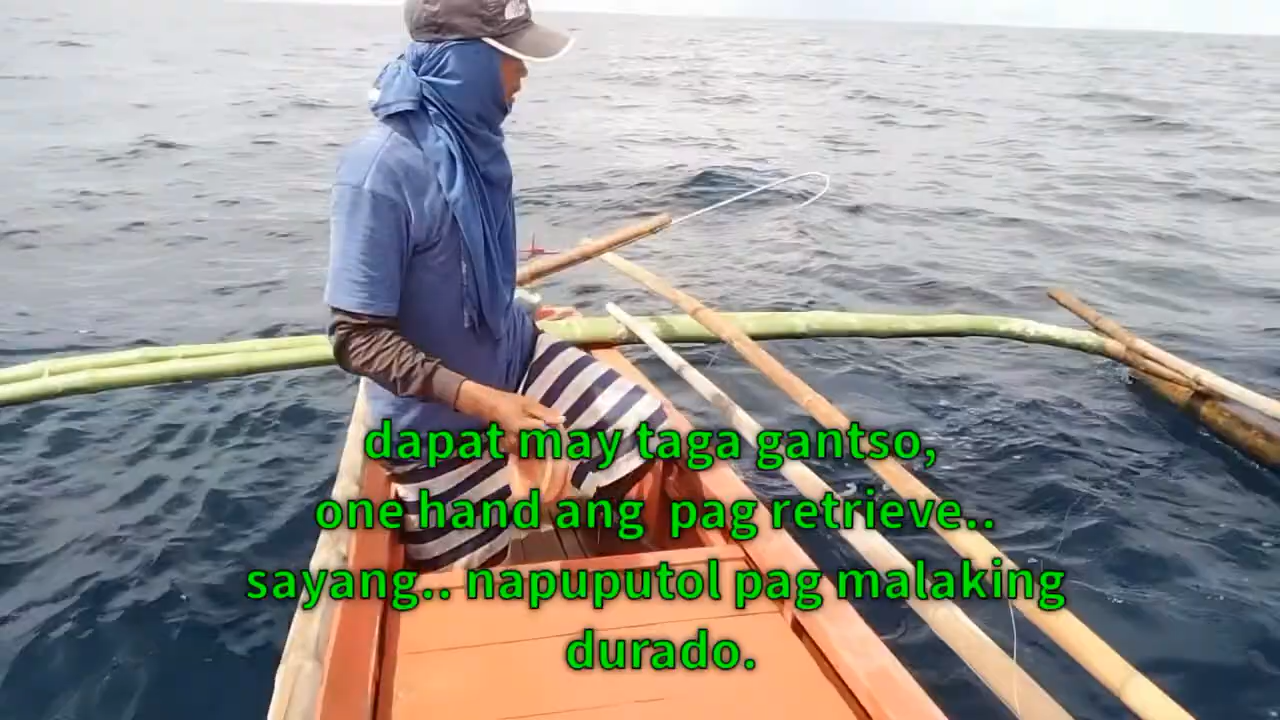 dapat may taga gantso,
one hand ang  pag retrieve..
sayang.. napuputol pag malaking
durado.